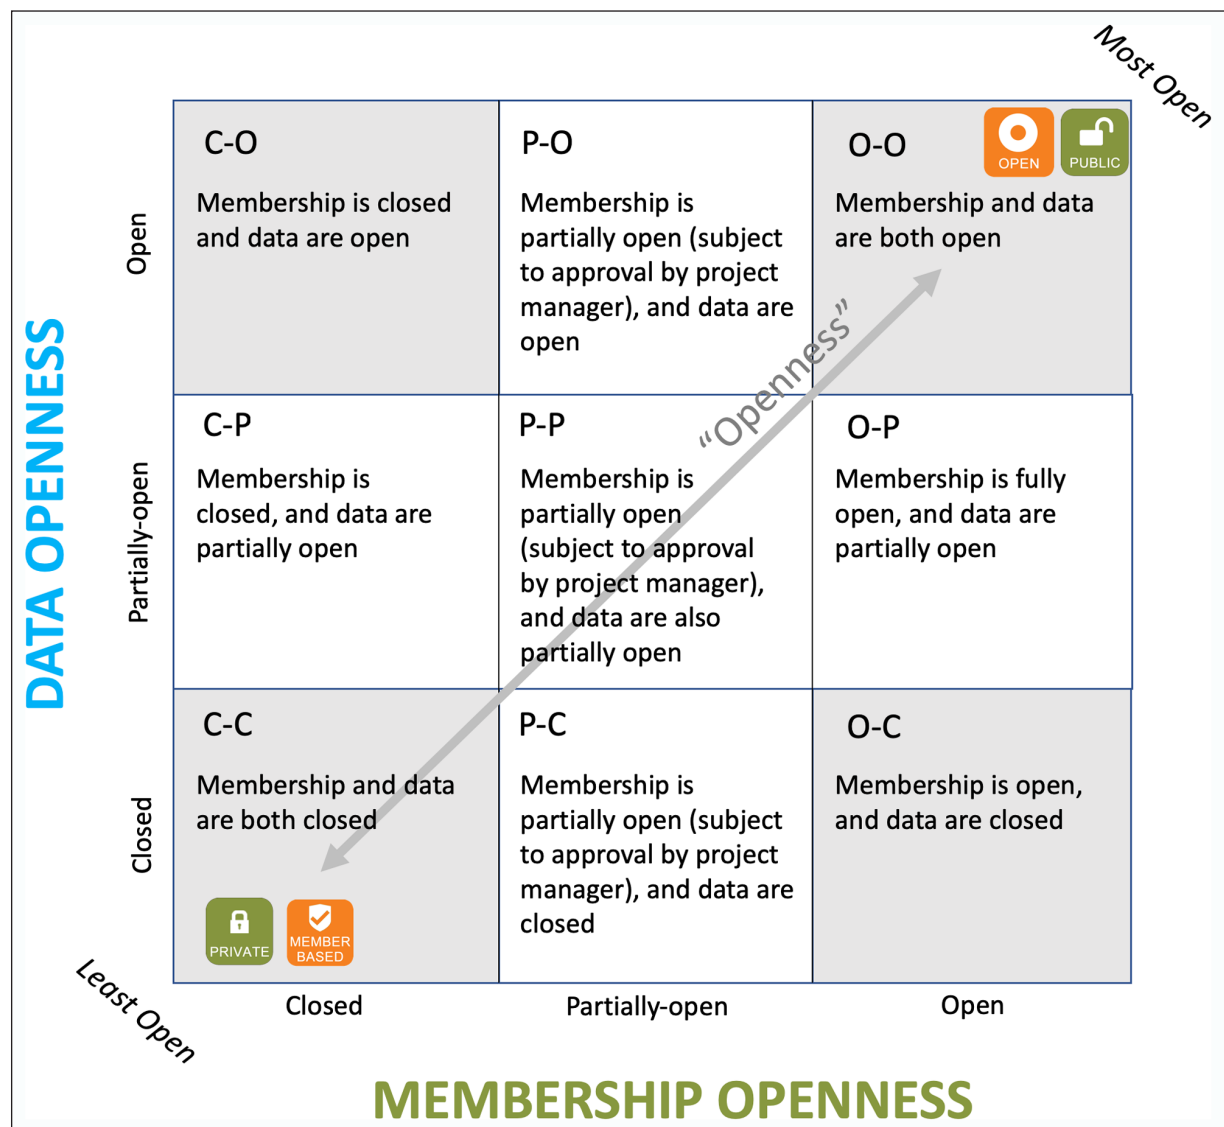 Most Open
C-O
Membership is closed
and data are open
P-O
Membership is
partially open (subject
to approval by project
manager), and data are
open
O-O
OPEN
PUBLIC
Membership and data
are both open
Open
"Openness"
DATA OPENNESS
Partially-open
C-P
Membership is
closed, and data are
partially open
P-P
Membership is
partially open
(subject to approval
by project manager),
and data are also
partially open
O-P
Membership is fully
open, and data are
partially open
Closed
C-C
Membership and data
are both closed
PRIVATE
MEMBER
BASED
P-C
Membership is
partially open (subject
to approval by project
manager), and data are
closed
O-C
Membership is open,
and data are closed
Least Open
Closed
Partially-open
Open
MEMBERSHIP OPENNESS